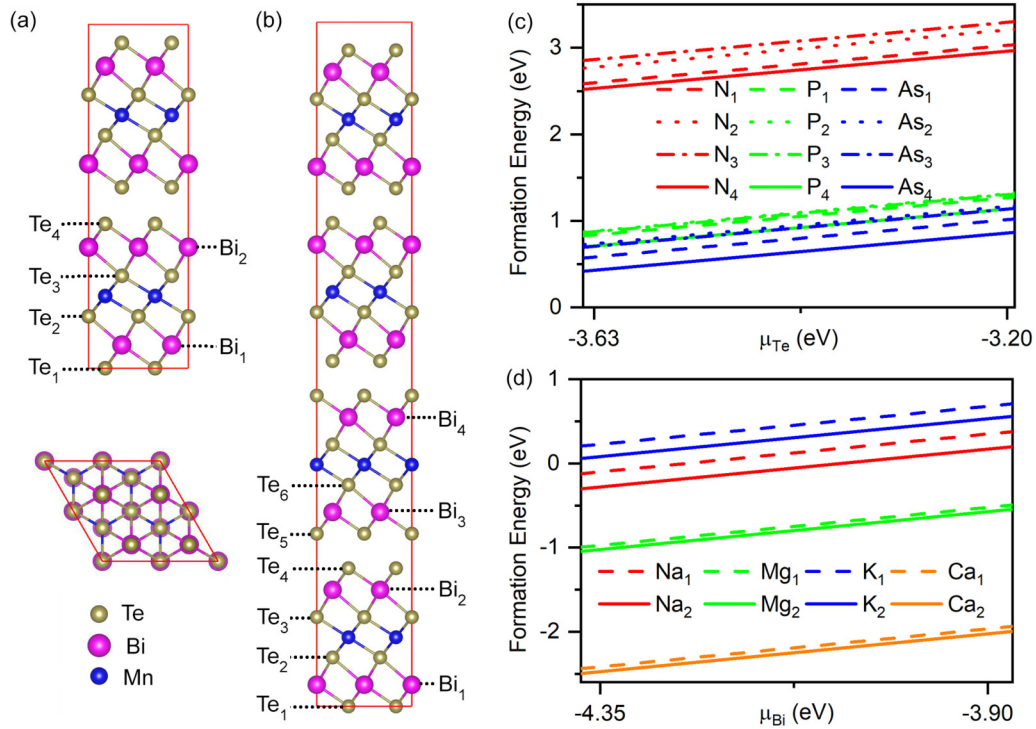 (a)
Te4
Bi2
Te3
Te2
Bi1
Te1
Te
Bi
Mn
(b)
Bi4
Te6
Bi3
Te5
Te4
Bi2
Te3
Te2
Bi1
Te1
(c)
Formation Energy (eV)
3
2
1
0
N1 P1 As1
N2 P2 As2
N3 P3 As3
N4 P4 As4
-3.63 μTe (eV) -3.20
(d)
Formation Energy (eV)
1
0
-1
-2
Na1 Mg1 K1 Ca1
Na2 Mg2 K2 Ca2
-4.35 μBi (eV) -3.90